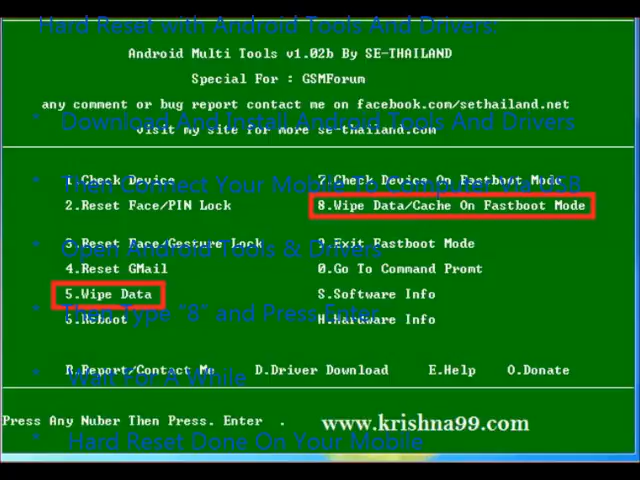 Hard Reset with Android Tools And Drivers:
Android Multi Tools v1.02b By SE-THAILAND
Special For : GSMForum
any comment or bug report contact me on facebook.com/sethailand.net
* Download And Install Android Tools And Drivers
visit my site for more se-thailand.com
1.Check Device 7.Check Device On Fastboot Mode
* Then Connect Your Mobile To Computer Via USB
2.Reset Face/PIN Lock 8.Wipe Data/Cache On Fastboot Mode
3.Reset Face/Gesture Lock 9.Exit Fastboot Mode
* Open Android Tools & Drivers
4.Reset GMail 0.Go To Command Promt
5.Wipe Data S.Software Info
* Then Type "8" and Press Enter
6.Reboot H.Hardware Info
R.Report/Contact Me D.Driver Download E.Help O.Donate
* Wait For A While
Press Any Nuber Then Press. Enter .
www.krishna99.com
* Hard Reset Done On Your Mobile